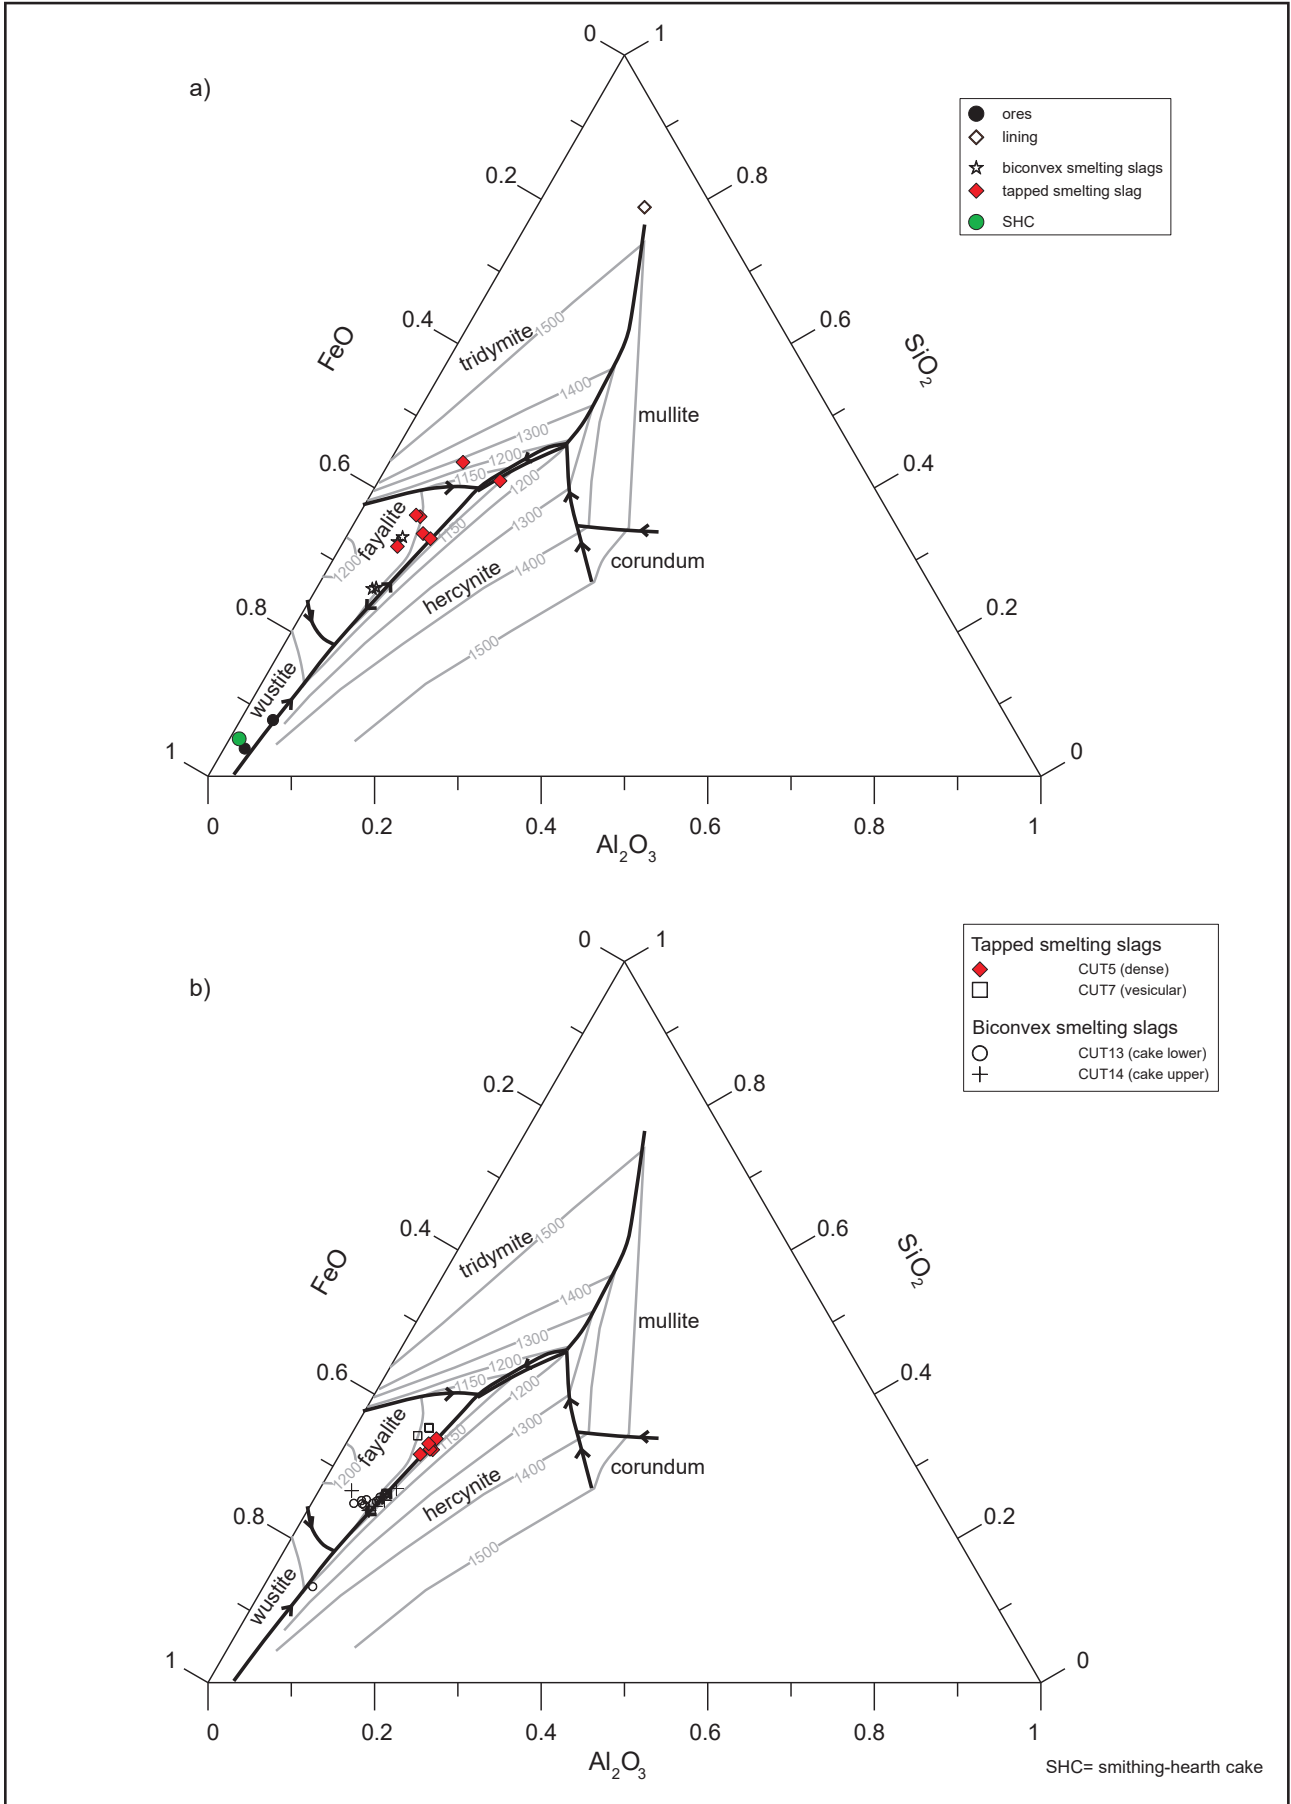 0 1
a)
ores
lining
biconvex smelting slags
tapped smelting slag
SHC
0.2 0.8
0.4 0.6
FeO
SiO2
tridymite 1500
1400
mullite
1300
1200
1150
0.6 0.4
1200
fayalite
1150
1300
1200
hercynite
1400
corundum
0.8 0.2
1500
wustite
1 0
0 0.2 0.4 0.6 0.8 1
Al2O3
b)
0 1
Tapped smelting slags
CUT5 (dense)
CUT7 (vesicular)
Biconvex smelting slags
CUT13 (cake lower)
CUT14 (cake upper)
0.2 0.8
0.4 0.6
FeO
SiO2
tridymite 1500
1400
mullite
1300
1200
1150
0.6 0.4
1200
fayalite
1150
1300
1200
hercynite
1400
corundum
0.8 0.2
1500
wustite
1 0
0 0.2 0.4 0.6 0.8 1
Al2O3
SHC= smithing-hearth cake